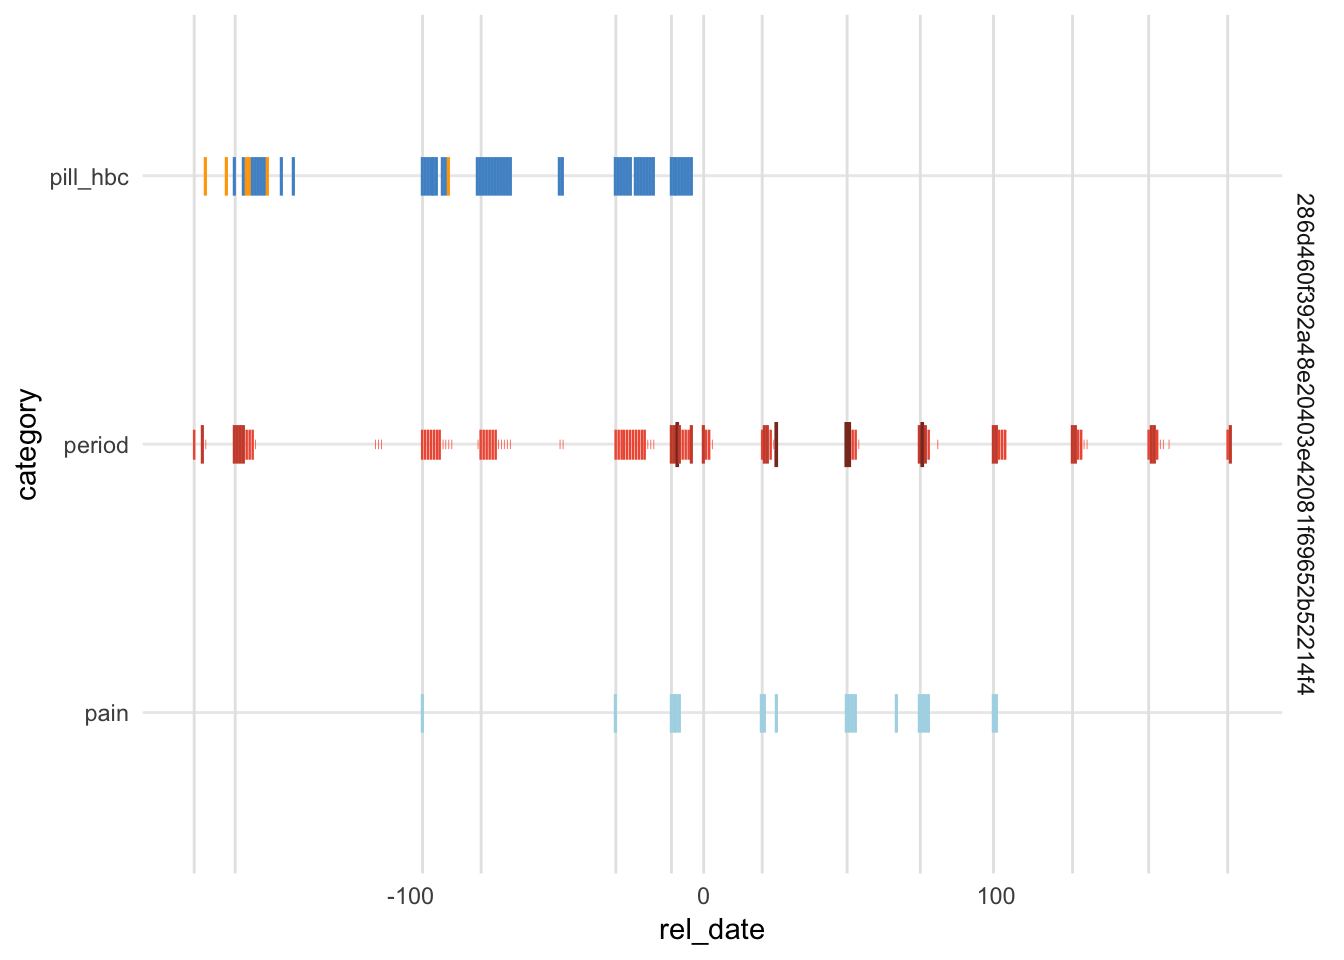 pill_hbc
period
pain
category
-100 0 100
rel_date
286d460f392a48e20403e42081f69652b52214f4